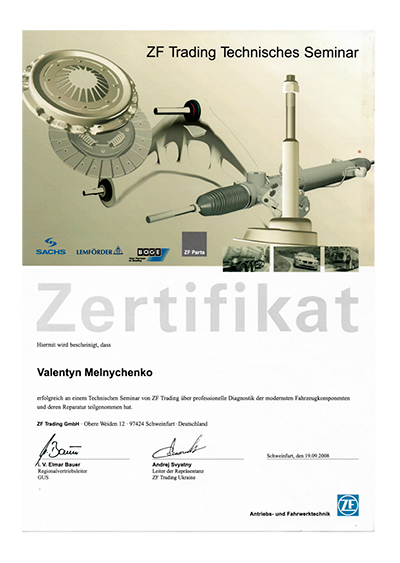 ZF Trading Technisches Seminar
SACHS
LEMFÖRDER
BOGE
ZF Parts
Zertifikat
Hiermit wird bescheinigt, dass
Valentyn Melnychenko
erfolgreich an einem Technischen Seminar von ZF Trading über professionelle Diagnostik der modernsten Fahrzeugkomponenten
und deren Reparatur teilgenommen hat.
ZF Trading GmbH · Obere Weiden 12 · 97424 Schweinfurt · Deutschland
i. V. Elmar Bauer
Regionalvertriebsleiter
GUS
Andrej Svyatny
Leiter der Repräsentanz
ZF Trading Ukraine
Schweinfurt, den 19.09.2008
Antriebs- und Fahrwerktechnik
ZF